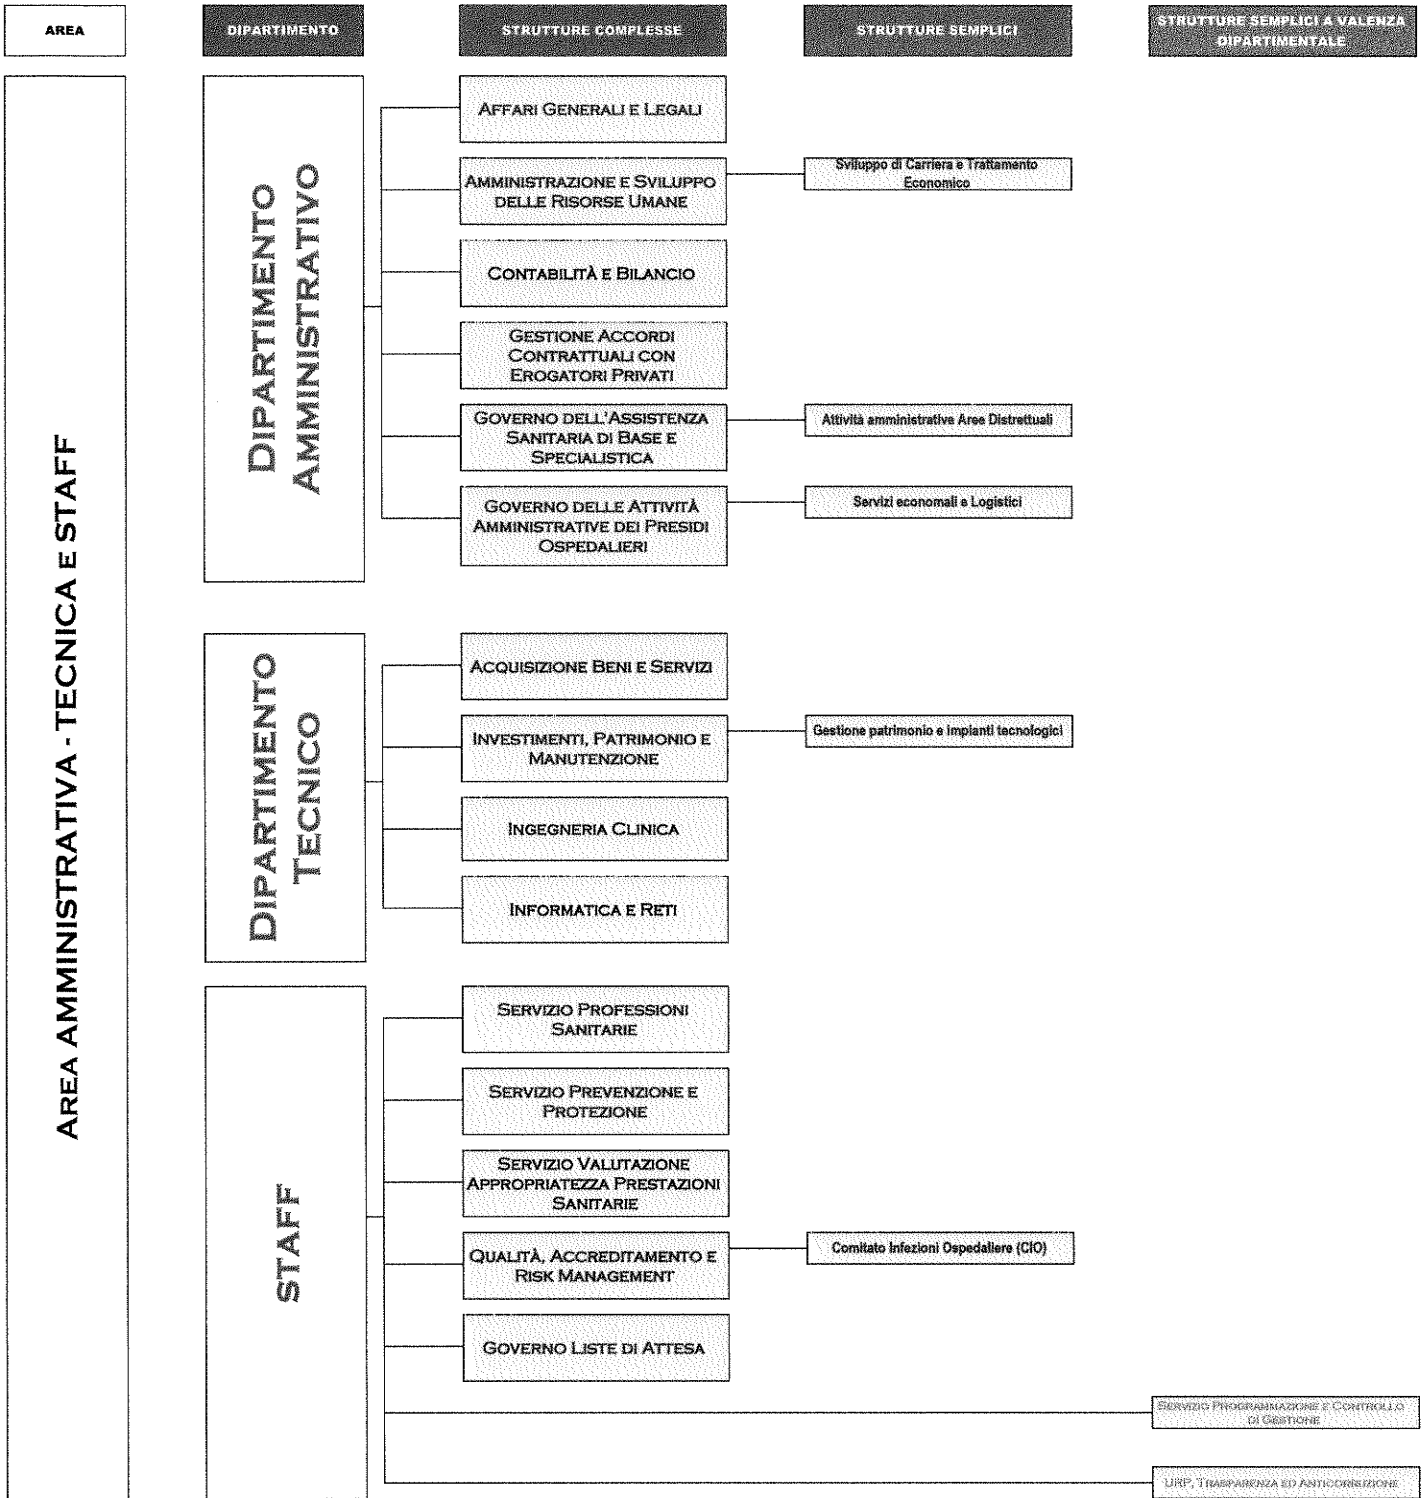 AREA
DIPARTIMENTO
STRUTTURE COMPLESSE
STRUTTURE SEMPLICI
STRUTTURE SEMPLICI A VALENZA
DIPARTIMENTALE
AREA AMMINISTRATIVA - TECNICA E STAFF
DIPARTIMENTO
AMMINISTRATIVO
AFFARI GENERALI E LEGALI
AMMINISTRAZIONE E SVILUPPO
DELLE RISORSE UMANE
Sviluppo di Carriera e Trattamento
Economico
CONTABILITÀ E BILANCIO
GESTIONE ACCORDI
CONTRATTUALI CON
EROGATORI PRIVATI
GOVERNO DELL'ASSISTENZA
SANITARIA DI BASE E
SPECIALISTICA
Attività amministrative Aree Distrettuali
GOVERNO DELLE ATTIVITÀ
AMMINISTRATIVE DEI PRESIDI
OSPEDALIERI
Servizi economali e Logistici
DIPARTIMENTO
TECNICO
ACQUISIZIONE BENI E SERVIZI
INVESTIMENTI, PATRIMONIO E
MANUTENZIONE
Gestione patrimonio e Impianti tecnologici
INGEGNERIA CLINICA
INFORMATICA E RETI
STAFF
SERVIZIO PROFESSIONI
SANITARIE
SERVIZIO PREVENZIONE E
PROTEZIONE
SERVIZIO VALUTAZIONE
APPROPRIATEZZA PRESTAZIONI
SANITARIE
QUALITÀ, ACCREDITAMENTO E
RISK MANAGEMENT
Comitato Infezioni Ospedaliere (CIO)
GOVERNO LISTE DI ATTESA
SERVIZIO PROGRAMMAZIONE E CONTROLLO
DI GESTIONE
URP, TRASPARENZA ED ANTICORRUZIONE